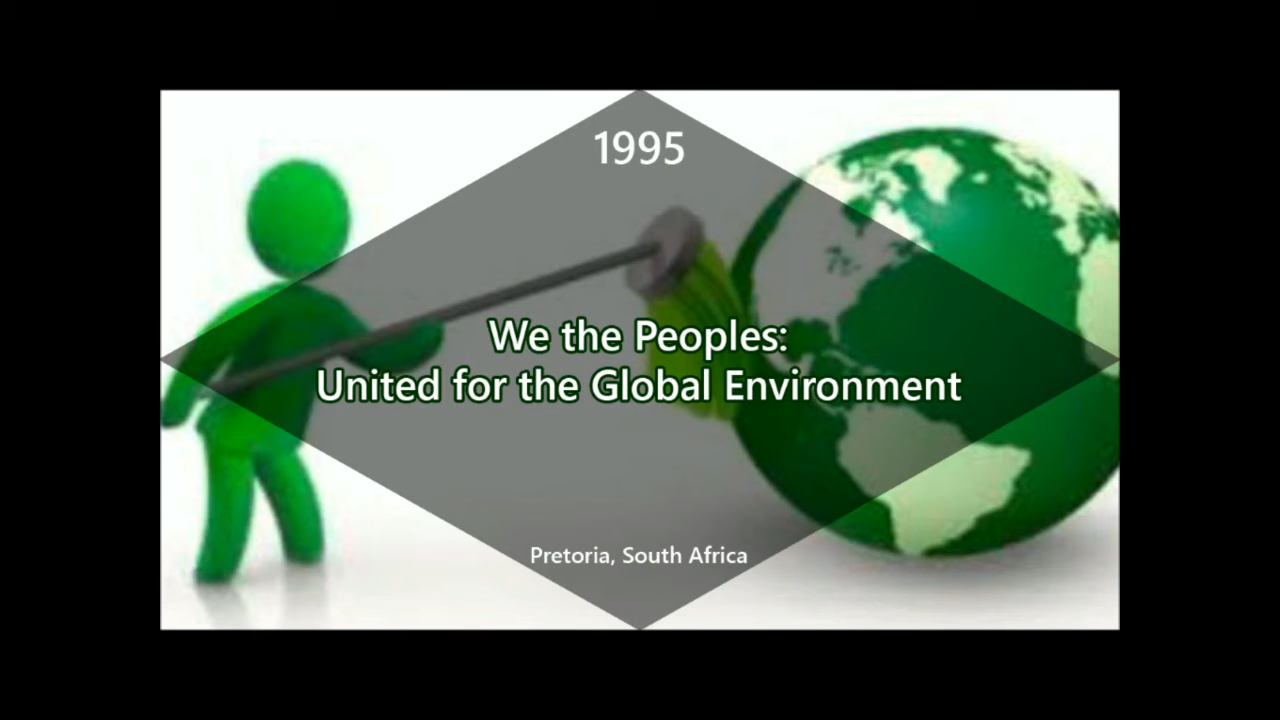 1995
We the Peoples:
United for the Global Environment
Pretoria, South Africa